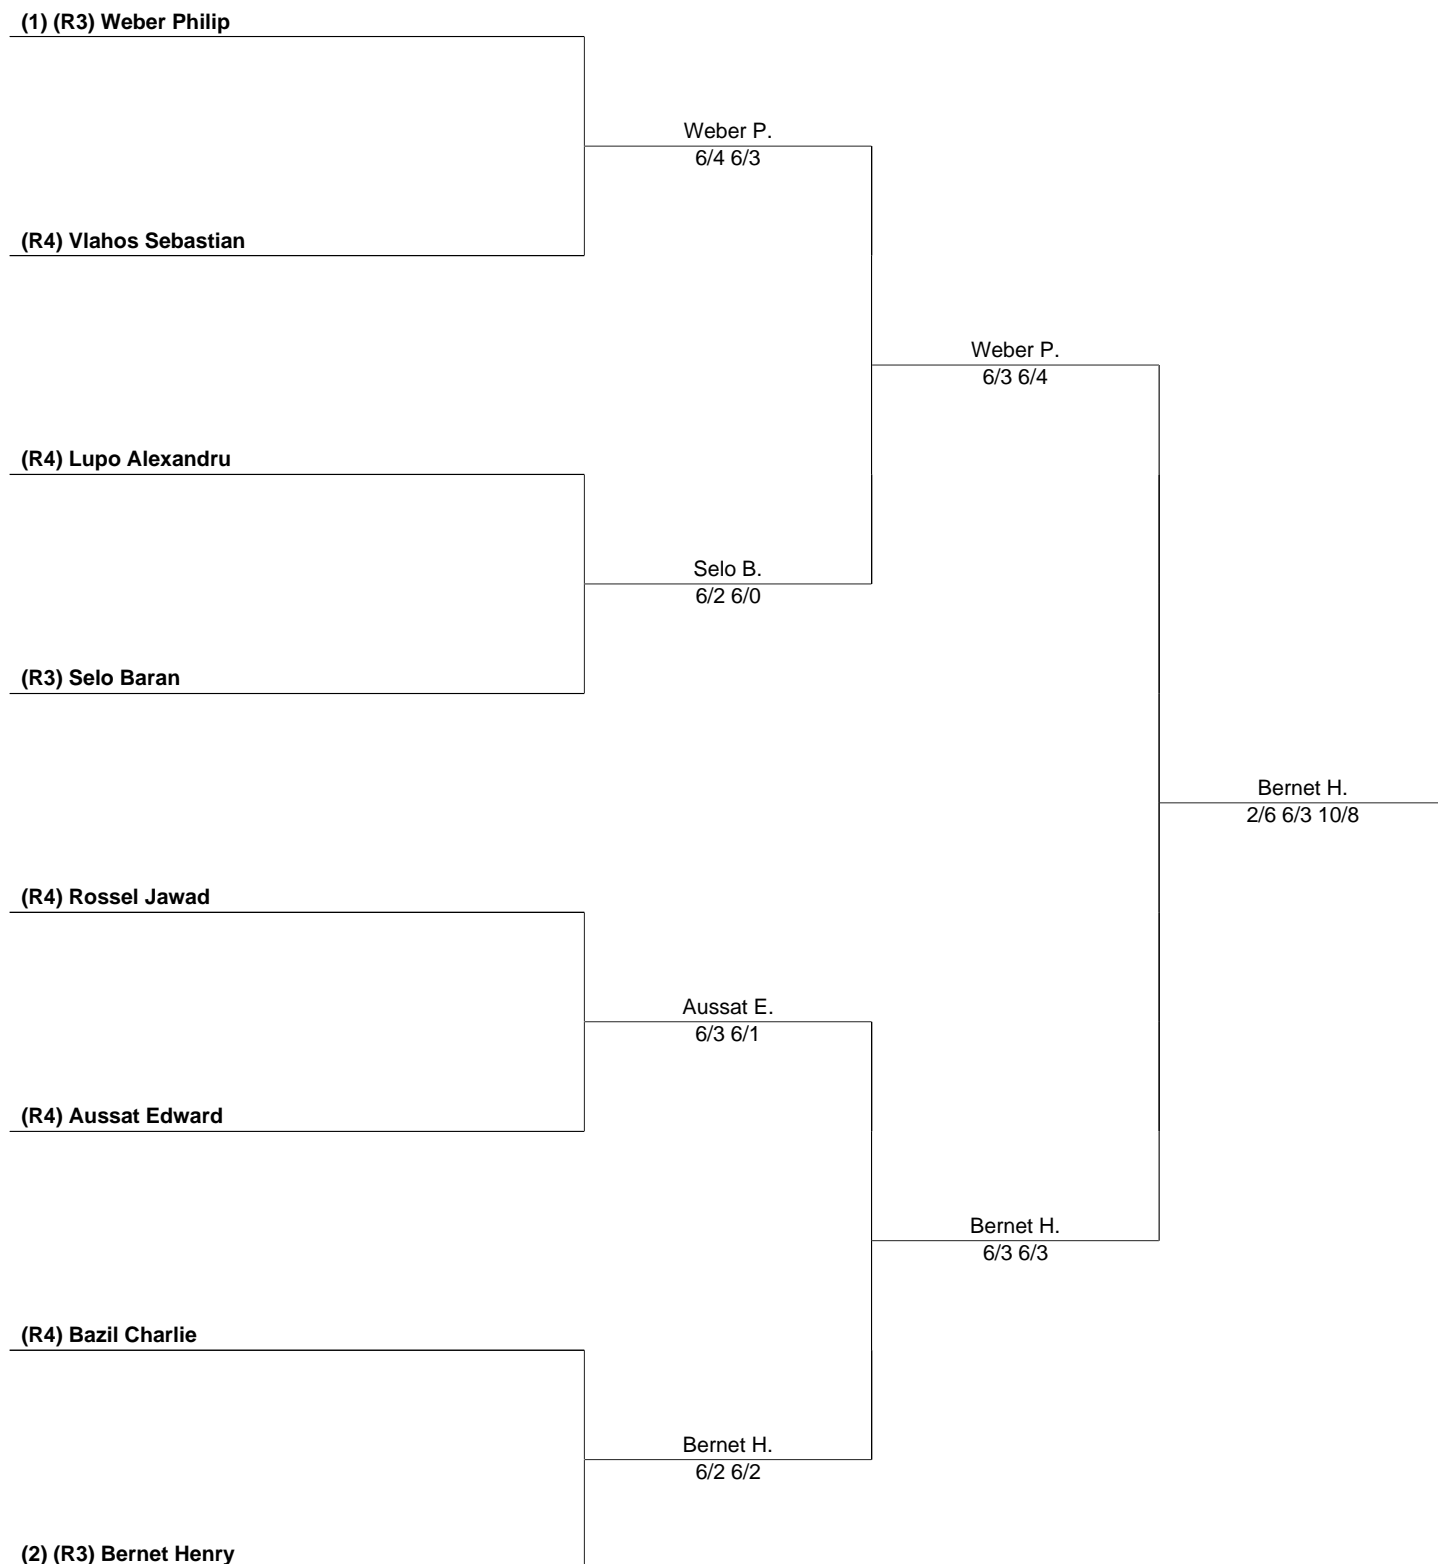 (1) (R3) Weber Philip
Weber P.
6/4 6/3
(R4) Vlahos Sebastian
Weber P.
6/3 6/4
(R4) Lupo Alexandru
Selo B.
6/2 6/0
(R3) Selo Baran
Bernet H.
2/6 6/3 10/8
(R4) Rossel Jawad
Aussat E.
6/3 6/1
(R4) Aussat Edward
Bernet H.
6/3 6/3
(R4) Bazil Charlie
Bernet H.
6/2 6/2
(2) (R3) Bernet Henry